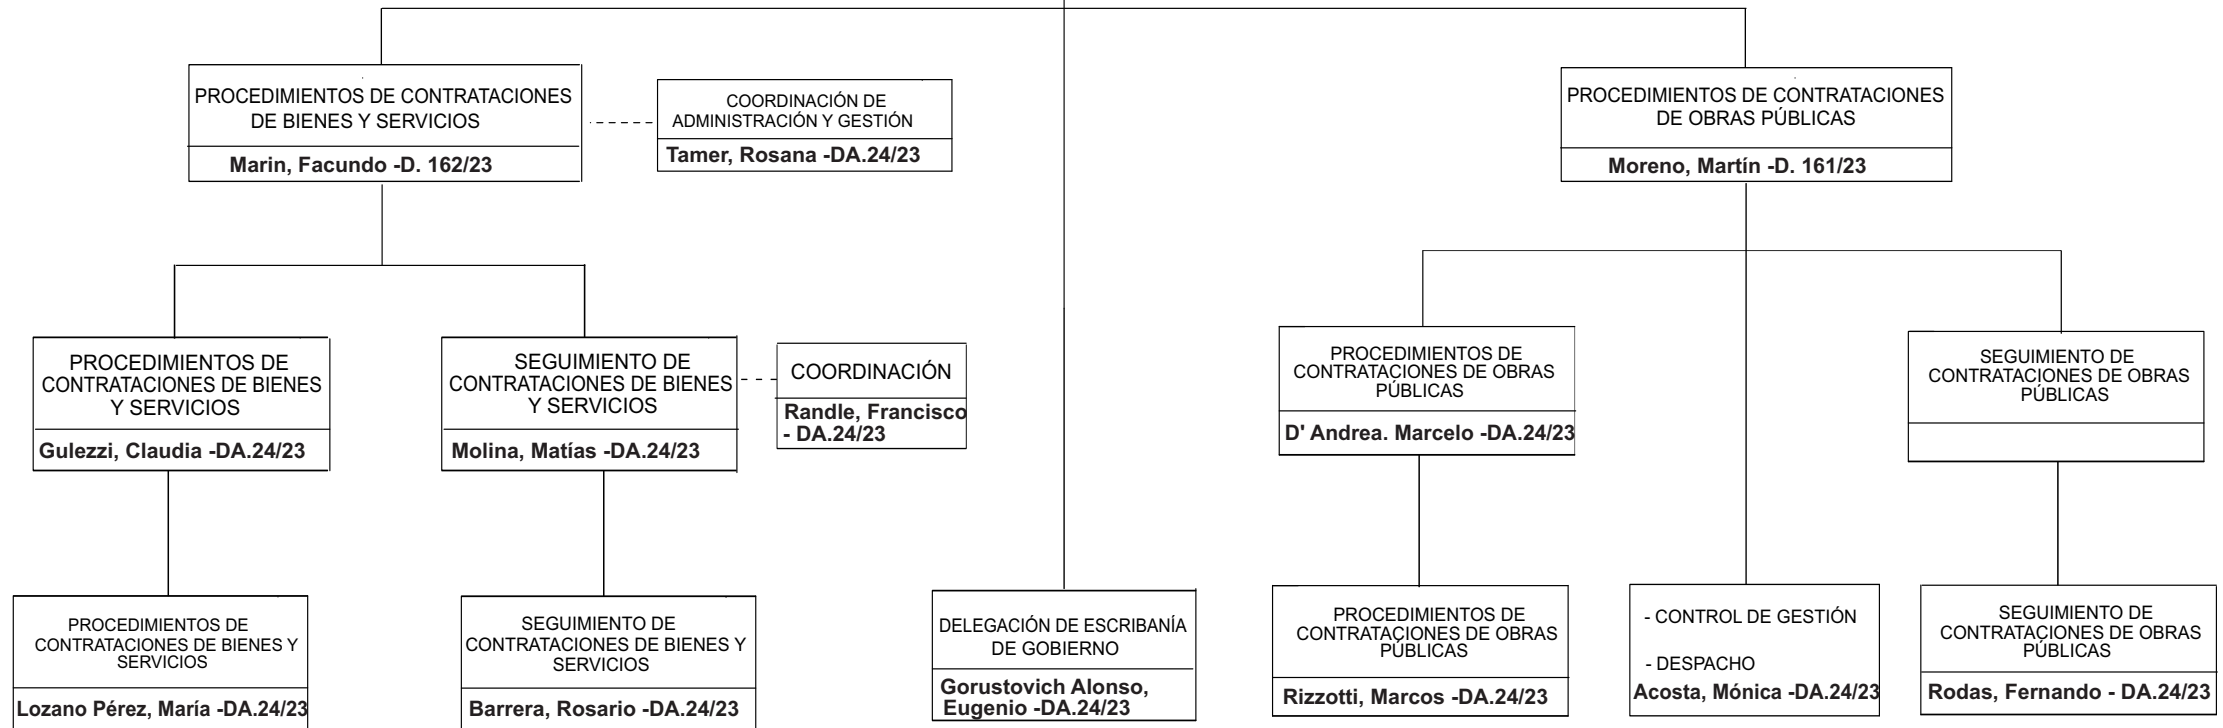 PROCEDIMIENTOS DE CONTRATACIONES
DE BIENES Y SERVICIOS
Marin, Facundo -D. 162/23
COORDINACIÓN DE
ADMINISTRACIÓN Y GESTIÓN
Tamer, Rosana -DA.24/23
PROCEDIMIENTOS DE CONTRATACIONES
DE OBRAS PÚBLICAS
Moreno, Martín -D. 161/23
PROCEDIMIENTOS DE
CONTRATACIONES DE BIENES
Y SERVICIOS
Gulezzi, Claudia -DA.24/23
SEGUIMIENTO DE
CONTRATACIONES DE BIENES
Y SERVICIOS
Molina, Matías -DA.24/23
COORDINACIÓN
Randle, Francisco
- DA.24/23
PROCEDIMIENTOS DE
CONTRATACIONES DE OBRAS
PÚBLICAS
D' Andrea. Marcelo -DA.24/23
SEGUIMIENTO DE
CONTRATACIONES DE OBRAS
PÚBLICAS
PROCEDIMIENTOS DE
CONTRATACIONES DE BIENES Y
SERVICIOS
Lozano Pérez, María -DA.24/23
SEGUIMIENTO DE
CONTRATACIONES DE BIENES Y
SERVICIOS
Barrera, Rosario -DA.24/23
DELEGACIÓN DE ESCRIBANÍA
DE GOBIERNO
Gorustovich Alonso,
Eugenio -DA.24/23
PROCEDIMIENTOS DE
CONTRATACIONES DE OBRAS
PÚBLICAS
Rizzotti, Marcos -DA.24/23
- CONTROL DE GESTIÓN
- DESPACHO
Acosta, Mónica -DA.24/23
SEGUIMIENTO DE
CONTRATACIONES DE OBRAS
PÚBLICAS
Rodas, Fernando - DA.24/23